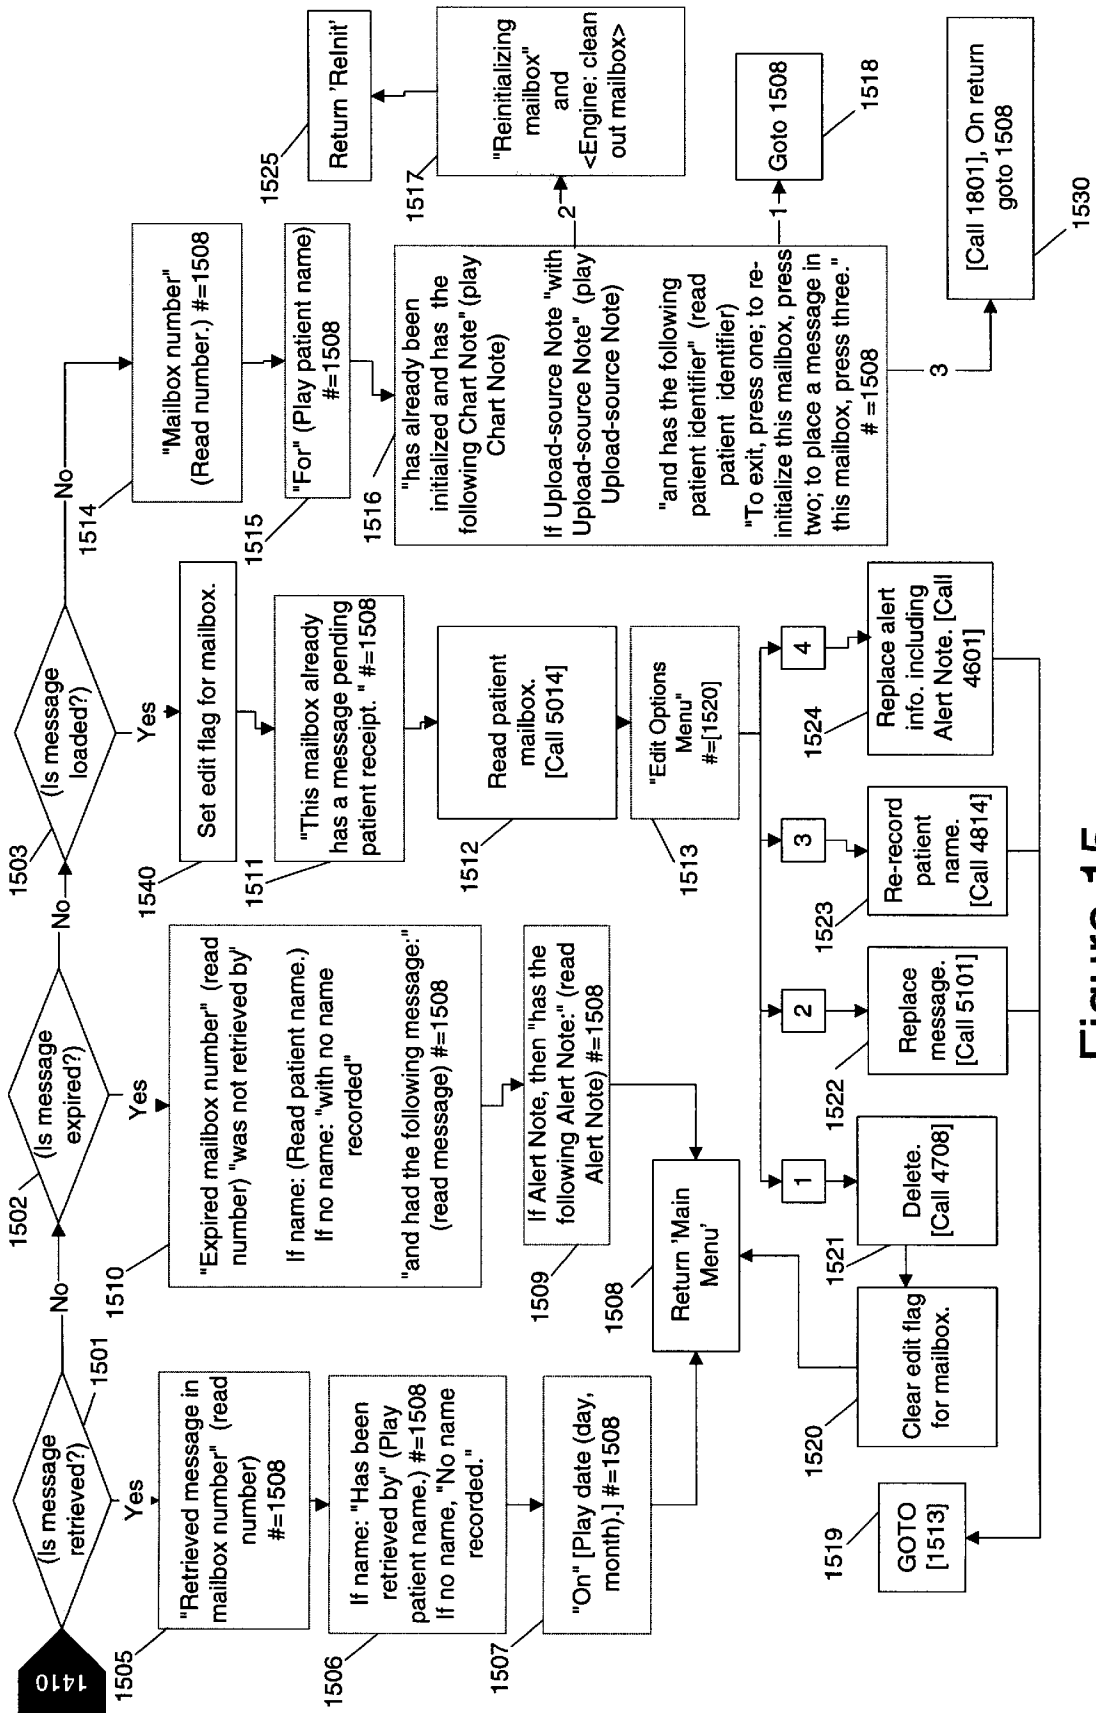 1410
(Is message
retrieved?)
1501
No
(Is message
expired?)
1502
No
(Is message
loaded?)
1503
No
Yes
1505
"Retrieved message in
mailbox number" (read
number)
#=1508
1506
If name: "Has been
retrieved by" (Play
patient name.) #=1508
If no name, "No name
recorded."
1507
"On" [Play date (day,
month).] #=1508
Yes
1510
"Expired mailbox number" (read
number) "was not retrieved by"
If name: (Read patient name.)
If no name: "with no name
recorded"
"and had the following message:"
(read message) #=1508
1509
If Alert Note, then "has the
following Alert Note:" (read
Alert Note) #=1508
1508
Return 'Main
Menu'
Yes
1540
Set edit flag for mailbox.
1511
"This mailbox already
has a message pending
patient receipt. " #=1508
1512
Read patient
mailbox.
[Call 5014]
1513
"Edit Options
Menu"
#=[1520]
1
2
3
4
1521
Delete.
[Call 4708]
1522
Replace
message.
[Call 5101]
1523
Re-record
patient
name.
[Call 4814]
1524
Replace alert
info. including
Alert Note. [Call
4601]
1520
Clear edit flag
for mailbox.
1519
GOTO
[1513]
1514
"Mailbox number"
(Read number.) #=1508
1515
"For" (Play patient name)
#=1508
1516
"has already been
initialized and has the
following Chart Note" (play
Chart Note)
If Upload-source Note "with
Upload-source Note" (play
Upload-source Note)
"and has the following
patient identifier" (read
patient identifier)
"To exit, press one; to re-
initialize this mailbox, press
two; to place a message in
this mailbox, press three."
# =1508
2
1517
"Reinitializing
mailbox"
and
<Engine: clean
out mailbox>
1525
Return 'ReInit'
1
Goto 1508
1518
3
[Call 1801], On return
goto 1508
1530
Figure 15